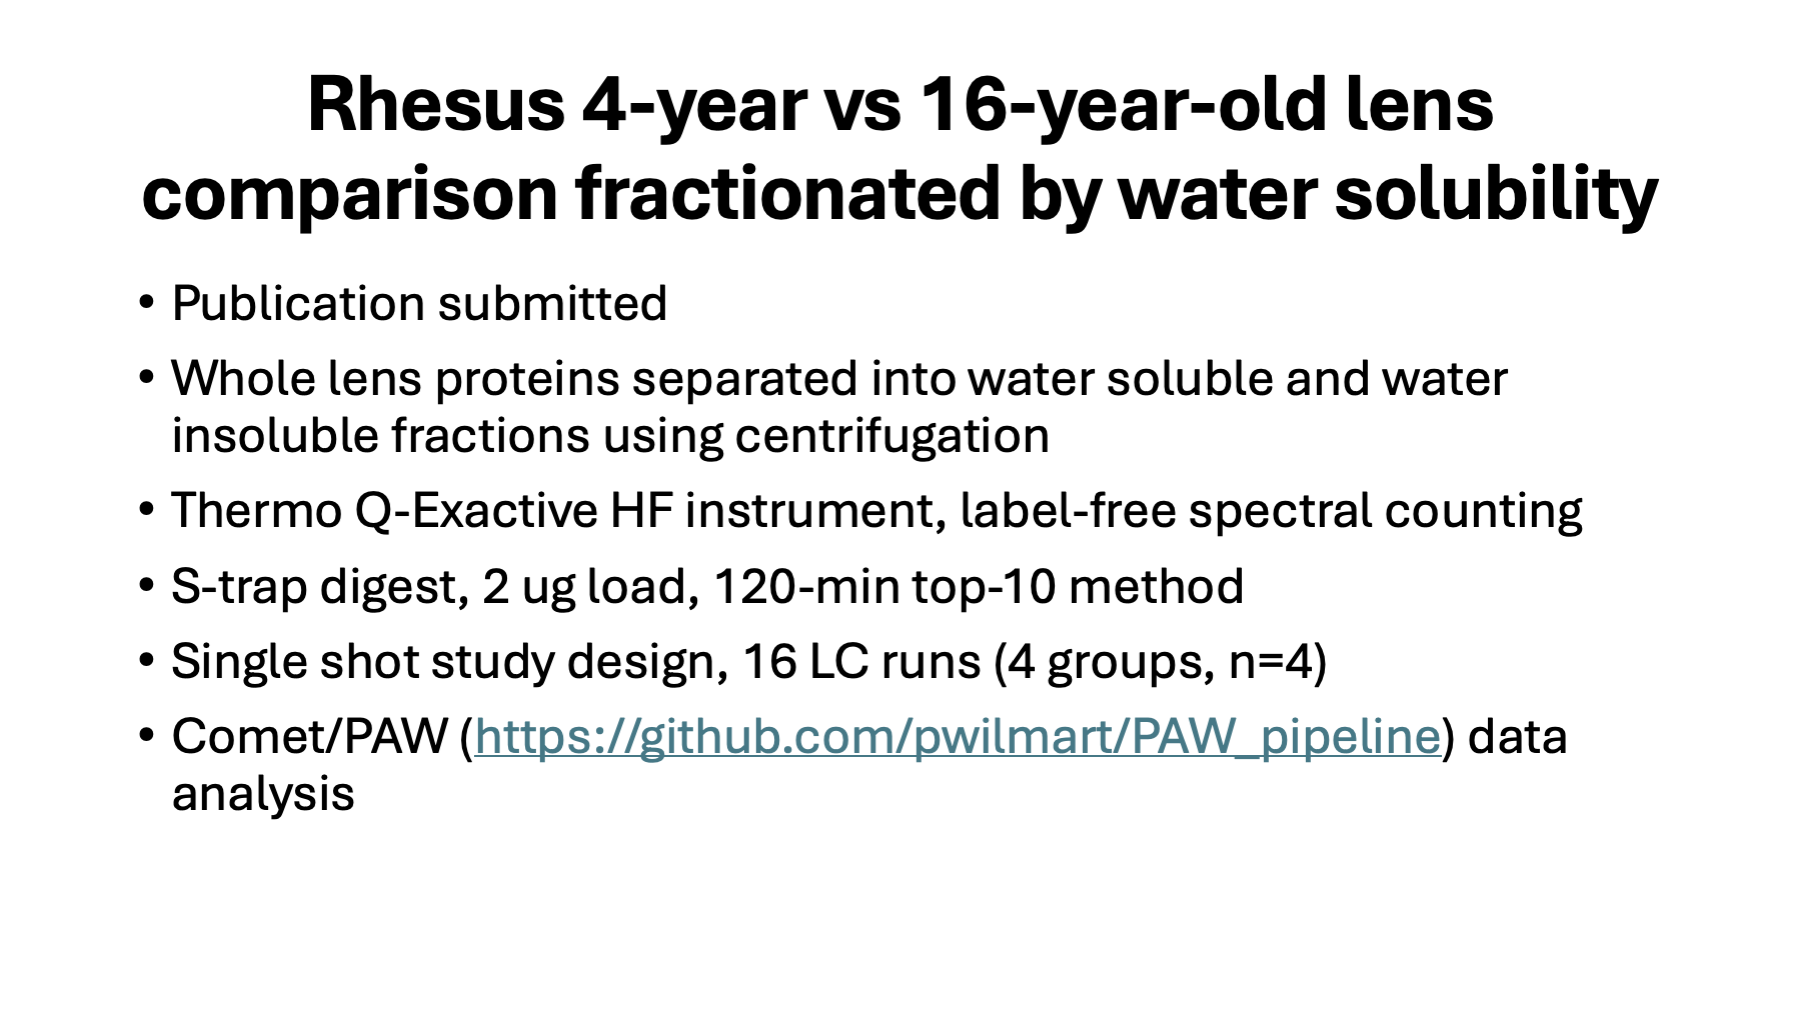 Rhesus 4-year vs 16-year-old lens
comparison fractionated by water solubility
• Publication submitted
• Whole lens proteins separated into water soluble and water
insoluble fractions using centrifugation
• Thermo Q-Exactive HF instrument, label-free spectral counting
• S-trap digest, 2 ug load, 120-min top-10 method
• Single shot study design, 16 LC runs (4 groups, n=4)
• Comet/PAW (https://github.com/pwilmart/PAW_pipeline) data
analysis